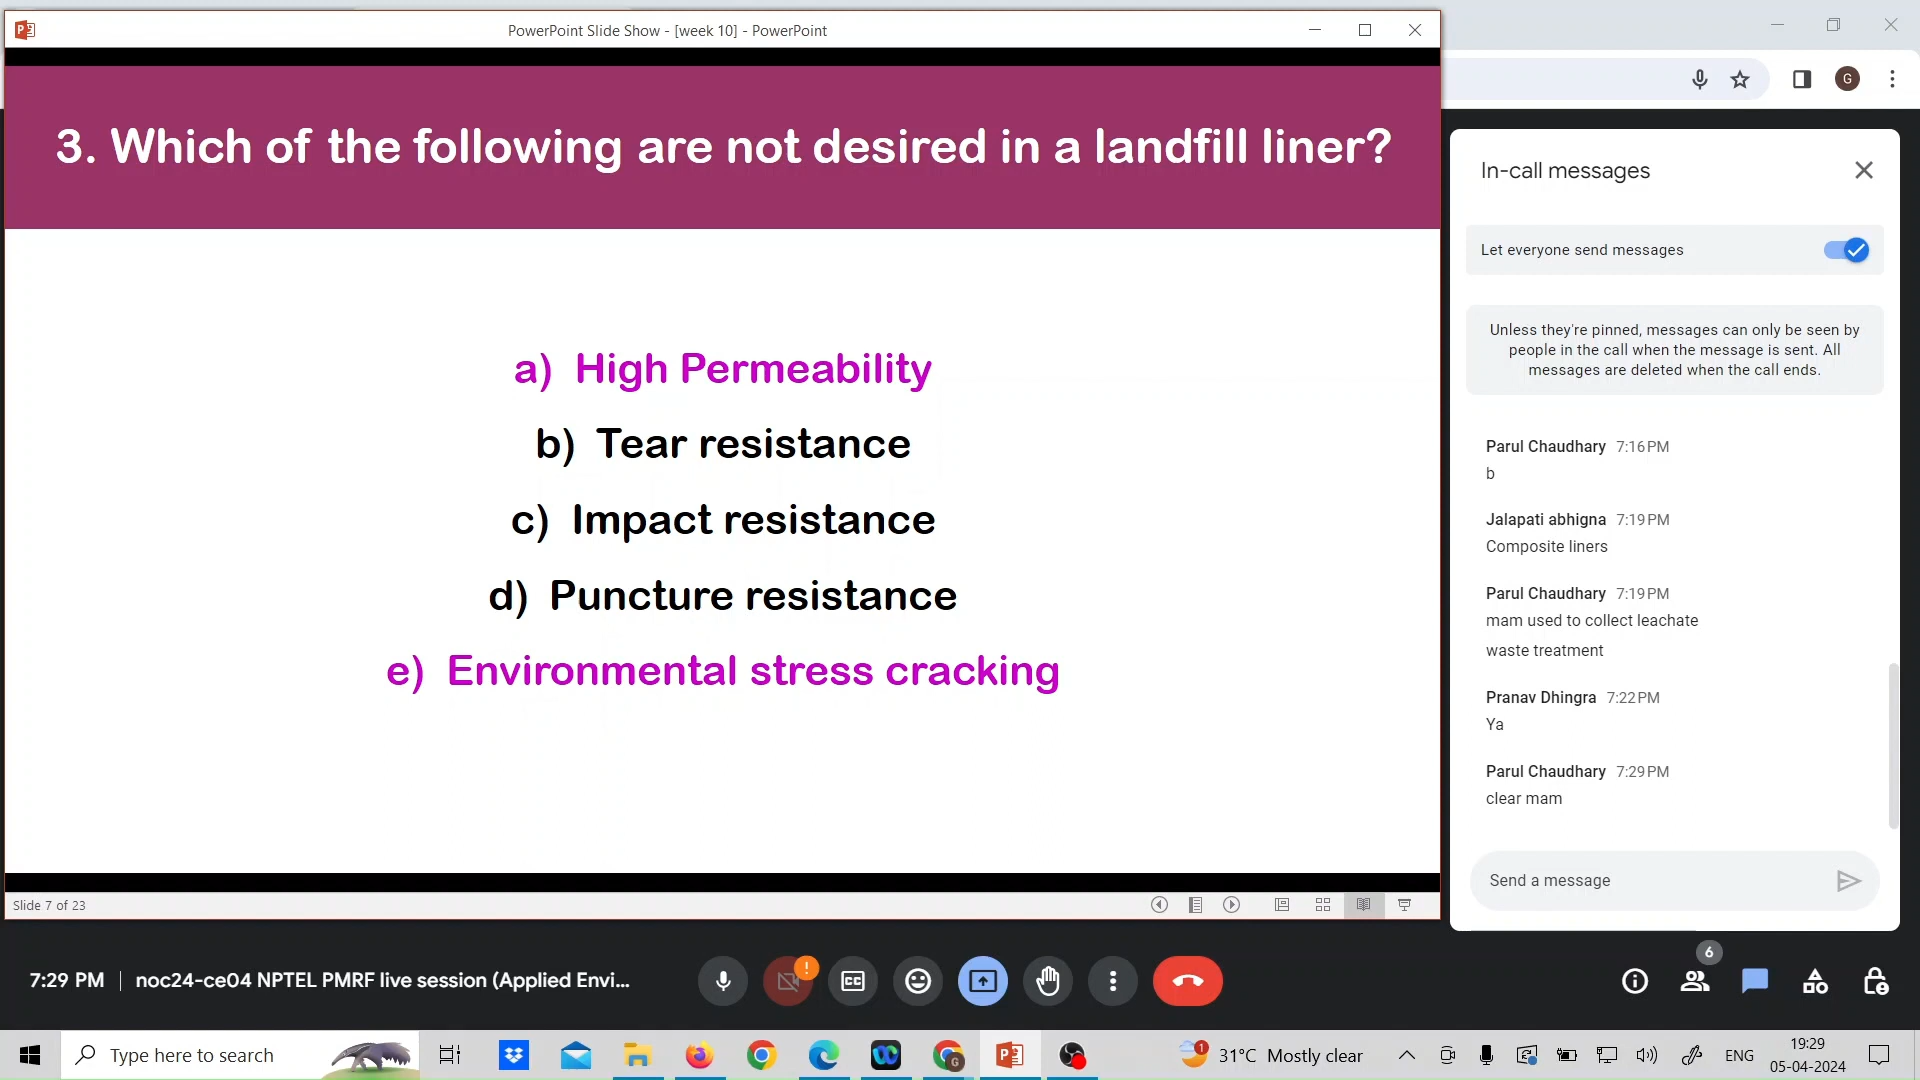 PowerPoint Slide Show - [week 10] - PowerPoint
3. Which of the following are not desired in a landfill liner?
a) High Permeability
b) Tear resistance
c) Impact resistance
d) Puncture resistance
e) Environmental stress cracking
Slide 7 of 23
G
In-call messages
Let everyone send messages
Unless they're pinned, messages can only be seen by
people in the call when the message is sent. All
messages are deleted when the call ends.
Parul Chaudhary 7:16 PM
b
Jalapati abhigna 7:19 PM
Composite liners
Parul Chaudhary 7:19 PM
mam used to collect leachate
waste treatment
Pranav Dhingra 7:22 PM
Ya
Parul Chaudhary 7:29 PM
clear mam
Send a message
7:29 PM | noc24-ce04 NPTEL PMRF live session (Applied Envi...
6
Type here to search
31°C Mostly clear
ENG
19:29
05-04-2024